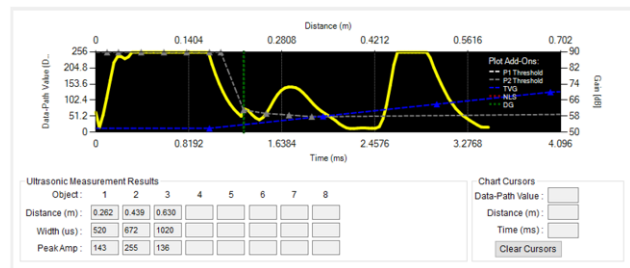 Distance (m)
0 0.1404 0.2808 0.4212 0.5616 0.702
256 204.8 153.6 102.4 51.2 0
Data-Path Value [D...
90 82 74 66 58 50
Gain [dB]
Plot Add-Ons:
P1 Threshold
P2 Threshold
TVG
NLS
DG
0 0.8192 1.6384 2.4576 3.2768 4.096
Time (ms)
Ultrasonic Measurement Results
Object: 1 2 3 4 5 6 7 8
Distance (m): 0.262 0.439 0.630
Width (us): 520 672 1020
Peak Amp: 143 255 136
Chart Cursors
Data-Path Value:
Distance (m):
Time (ms):
Clear Cursors